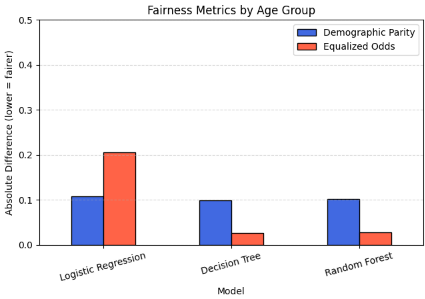 Fairness Metrics by Age Group
Demographic Parity
Equalized Odds
Absolute Difference (lower = fairer)
0.5
0.4
0.3
0.2
0.1
0.0
Logistic Regression
Decision Tree
Random Forest
Model